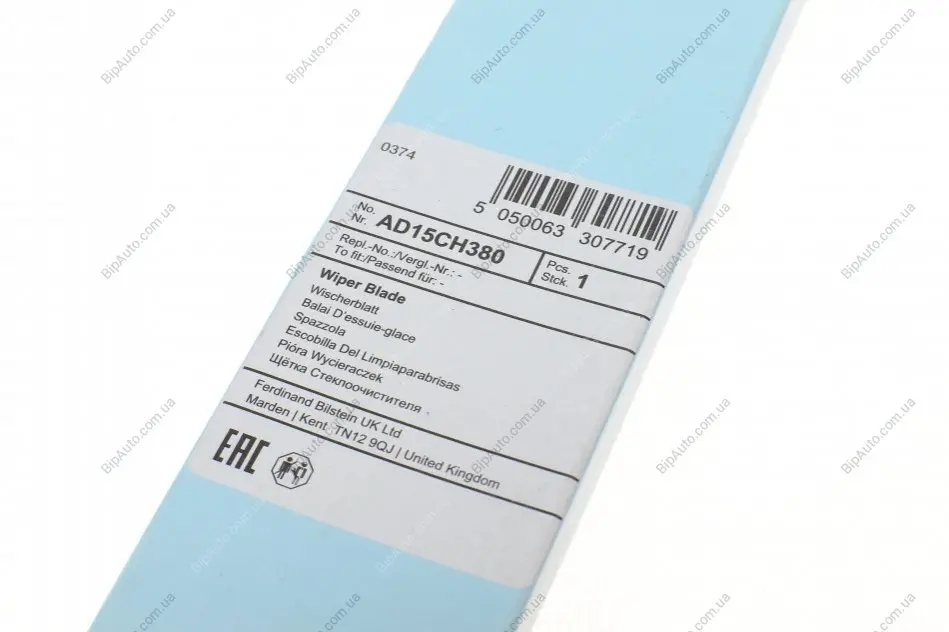 0374
5 050063 307719
No.
Nr. AD15CH380
Pcs.
Stck. 1
Repl.-No.:/Vergl.-Nr.: -
To fit:/Passend für: -
Wiper Blade
Wischerblatt
Balai D'essuie-glace
Spazzola
Escobilla Del Limpiaparabrisas
Pióra Wycieraczek
Щётка Стеклоочистителя
Ferdinand Bilstein UK Ltd
Marden | Kent. TN12 9QJ | United Kingdom
EAC
BipAuto.com.ua